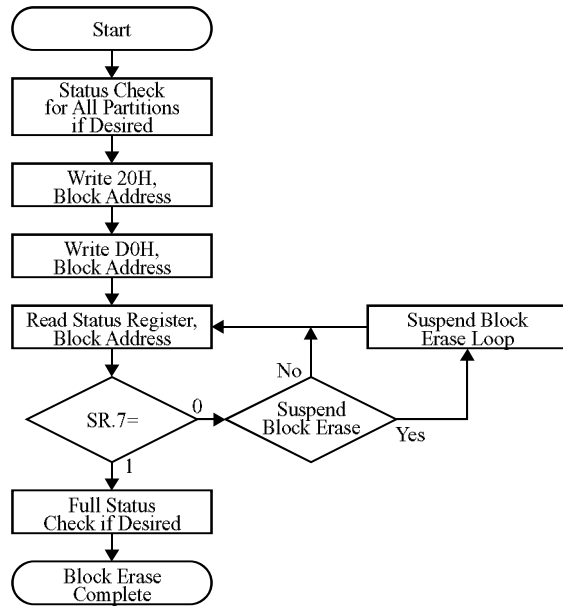 Start
Status Check
for All Partitions
if Desired
Write 20H,
Block Address
Write D0H,
Block Address
Read Status Register,
Block Address
Suspend Block
Erase Loop
No
SR.7=
0
Suspend
Block Erase
Yes
1
Full Status
Check if Desired
Block Erase
Complete